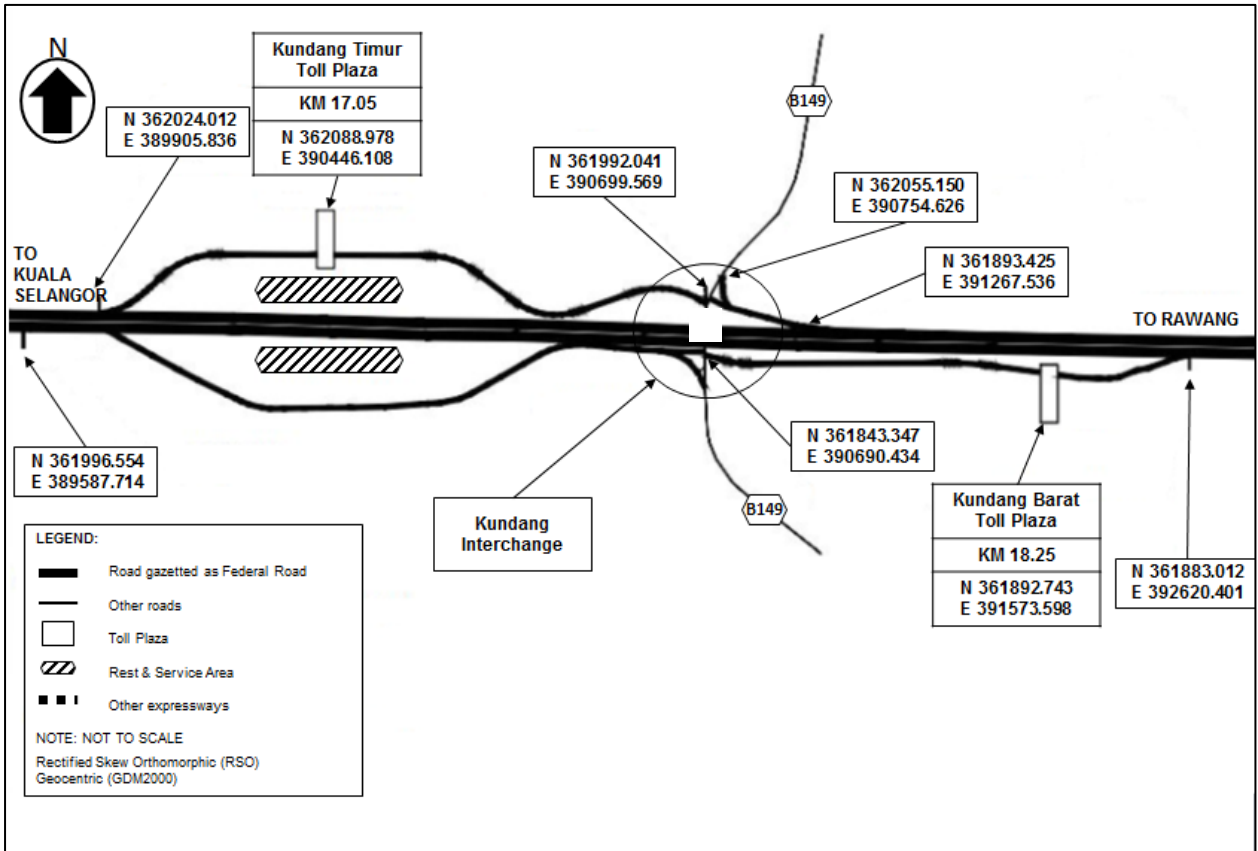 N
Kundang Timur
Toll Plaza
KM 17.05
N 362088.978
E 390446.108
N 362024.012
E 389905.836
B149
N 361992.041
E 390699.569
N 362055.150
E 390754.626
N 361893.425
E 391267.536
TO
KUALA
SELANGOR
TO RAWANG
N 361996.554
E 389587.714
N 361843.347
E 390690.434
Kundang
Interchange
B149
Kundang Barat
Toll Plaza
KM 18.25
N 361892.743
E 391573.598
N 361883.012
E 392620.401
LEGEND:
Road gazetted as Federal Road
Other roads
Toll Plaza
Rest & Service Area
Other expressways
NOTE: NOT TO SCALE
Rectified Skew Orthomorphic (RSO)
Geocentric (GDM2000)